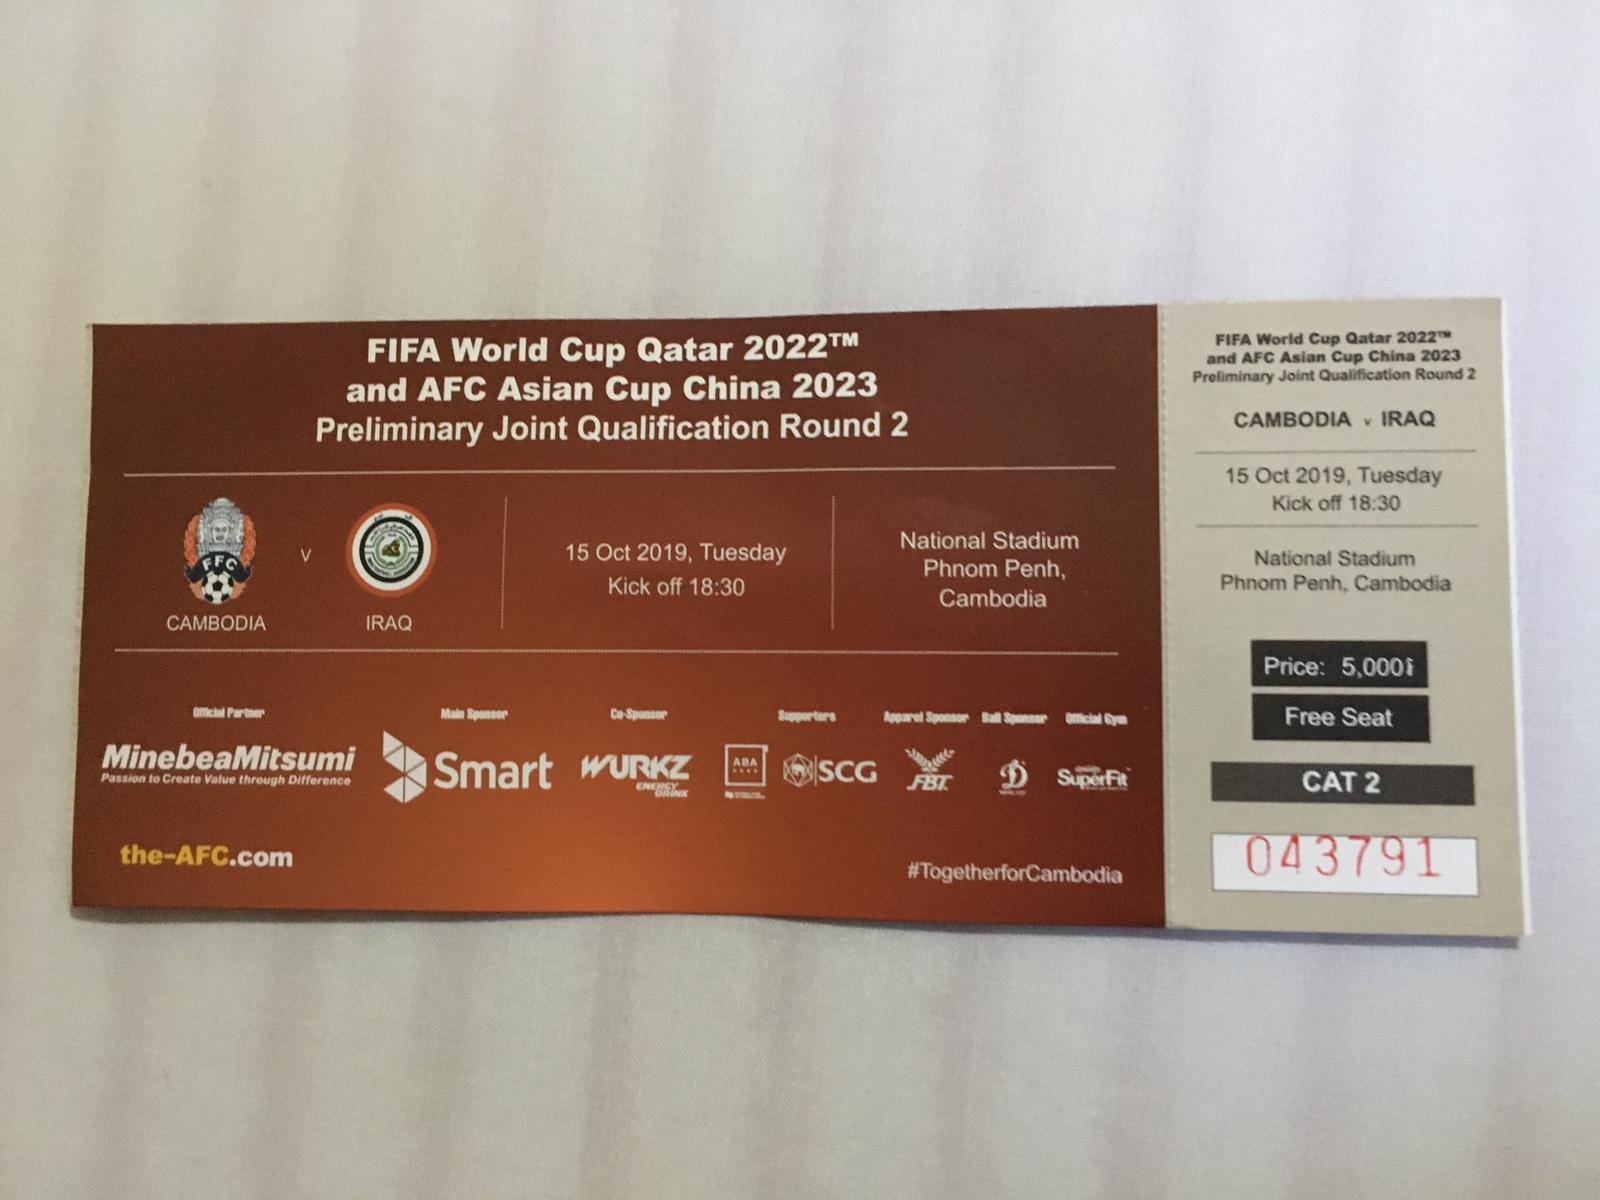 FIFA World Cup Qatar 2022™
and AFC Asian Cup China 2023
Preliminary Joint Qualification Round 2
FFC
CAMBODIA
v
IRAQ
15 Oct 2019, Tuesday
Kick off 18:30
National Stadium
Phnom Penh,
Cambodia
Official Partner
MinebeaMitsumi
Passion to Create Value through Difference
Main Sponsor
Smart
Co-Sponsor
WURKZ
ENERGY
DRINK
Supporters
ABA
SCG
Apparel Sponsor
FBT
Ball Sponsor
Official Gym
SuperFit
the-AFC.com
#TogetherforCambodia
FIFA World Cup Qatar 2022™
and AFC Asian Cup China 2023
Preliminary Joint Qualification Round 2
CAMBODIA v IRAQ
15 Oct 2019, Tuesday
Kick off 18:30
National Stadium
Phnom Penh, Cambodia
Price: 5,000៛
Free Seat
CAT 2
043791